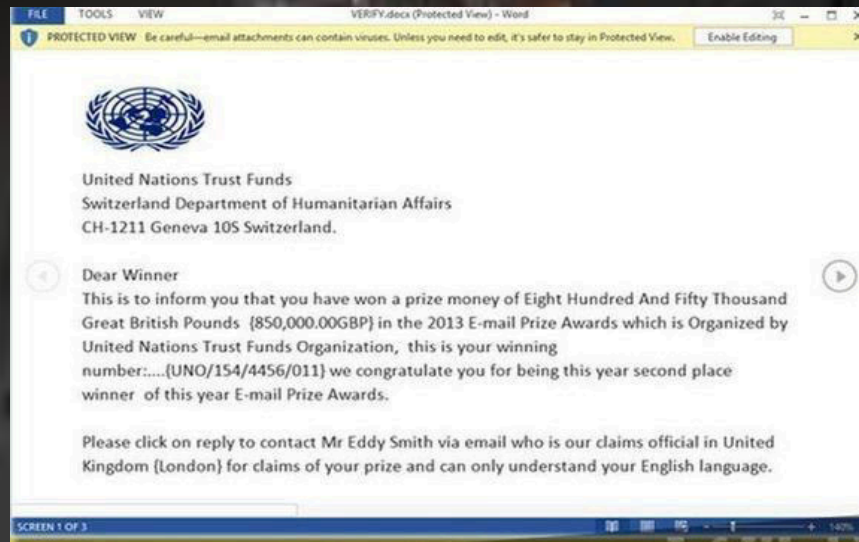 FILE TOOLS VIEW VERIFY.docx (Protected View) - Word
PROTECTED VIEW Be careful—email attachments can contain viruses. Unless you need to edit, it's safer to stay in Protected View. Enable Editing
United Nations Trust Funds
Switzerland Department of Humanitarian Affairs
CH-1211 Geneva 10S Switzerland.
Dear Winner
This is to inform you that you have won a prize money of Eight Hundred And Fifty Thousand
Great British Pounds {850,000.00GBP} in the 2013 E-mail Prize Awards which is Organized by
United Nations Trust Funds Organization, this is your winning
number:....{UNO/154/4456/011} we congratulate you for being this year second place
winner of this year E-mail Prize Awards.
Please click on reply to contact Mr Eddy Smith via email who is our claims official in United
Kingdom {London} for claims of your prize and can only understand your English language.
SCREEN 1 OF 3 140%